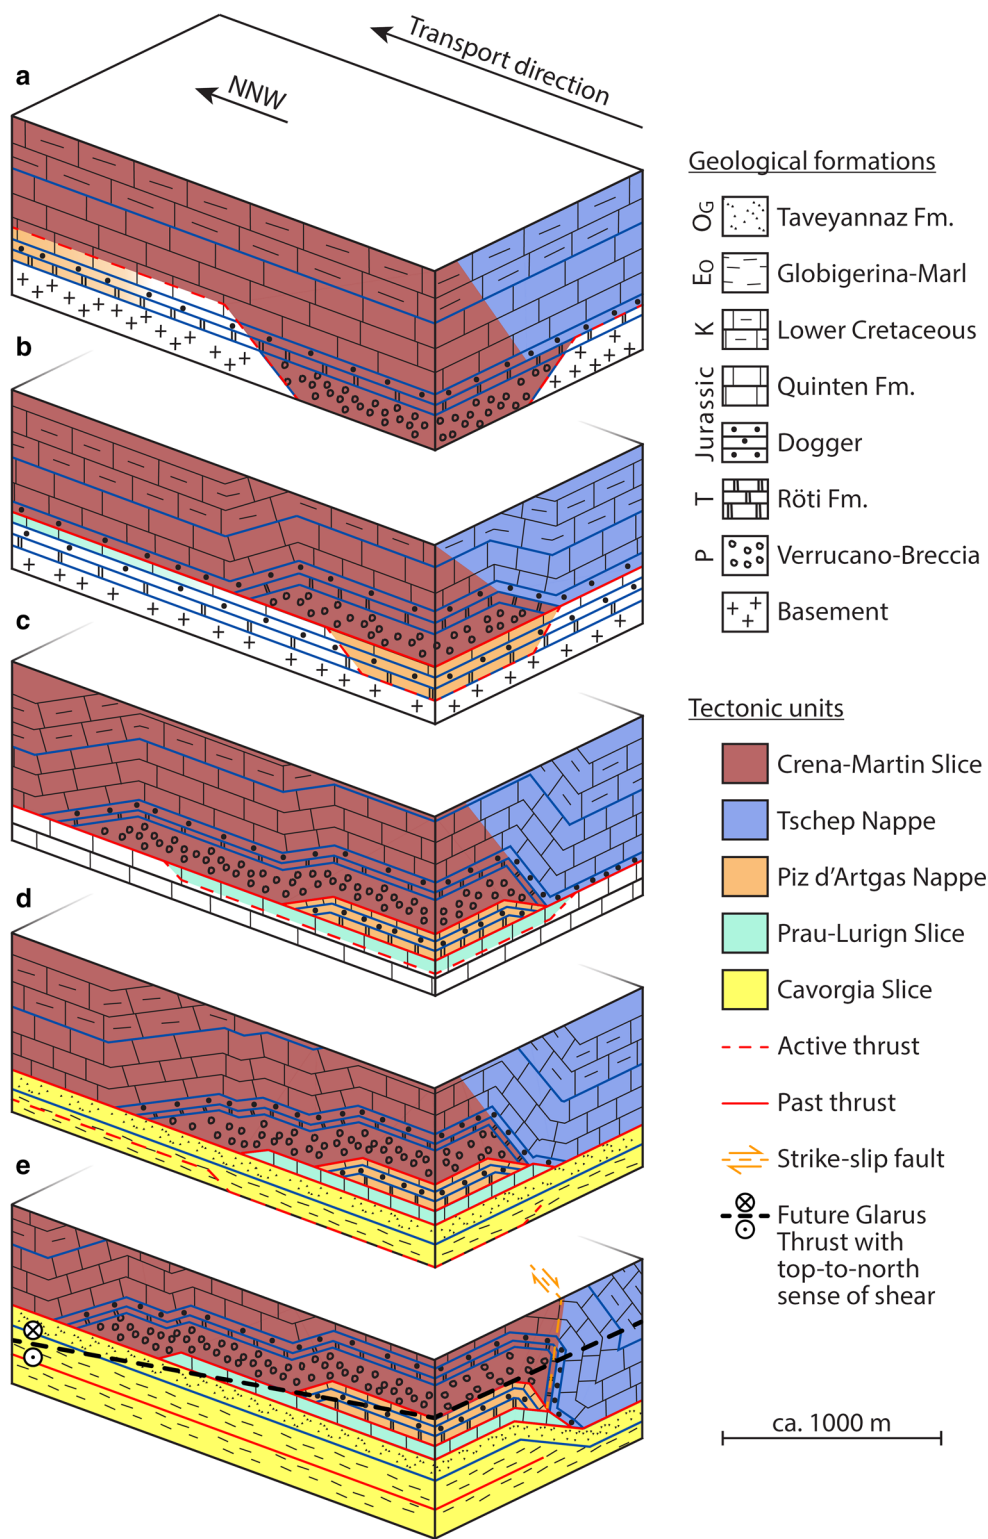 a
Transport direction
NNW
b
c
d
e
Geological formations
OG
Taveyannaz Fm.
Eo
Globigerina-Marl
K
Lower Cretaceous
Jurassic
Quinten Fm.
Dogger
T
Röti Fm.
P
Verrucano-Breccia
Basement
Tectonic units
Crena-Martin Slice
Tschep Nappe
Piz d'Artgas Nappe
Prau-Lurign Slice
Cavorgia Slice
Active thrust
Past thrust
Strike-slip fault
Future Glarus
Thrust with
top-to-north
sense of shear
ca. 1000 m